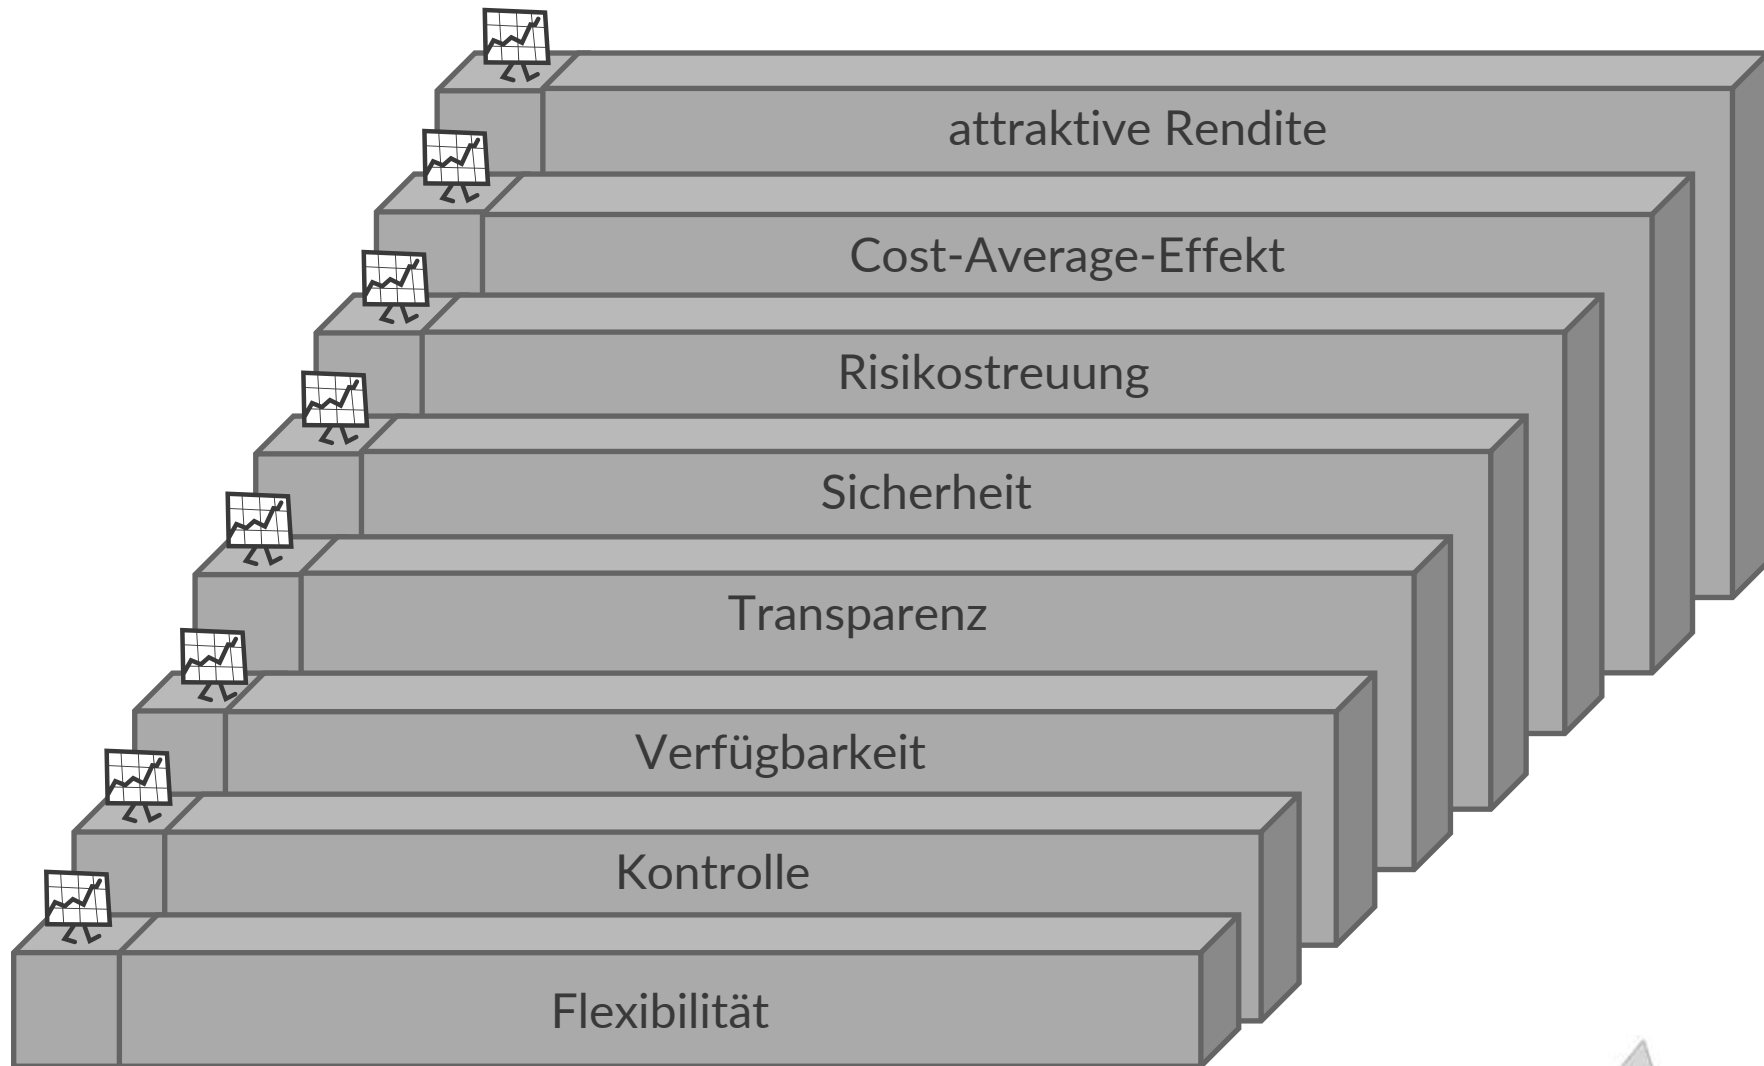 attraktive Rendite
Cost-Average-Effekt
Risikostreuung
Sicherheit
Transparenz
Verfügbarkeit
Kontrolle
Flexibilität